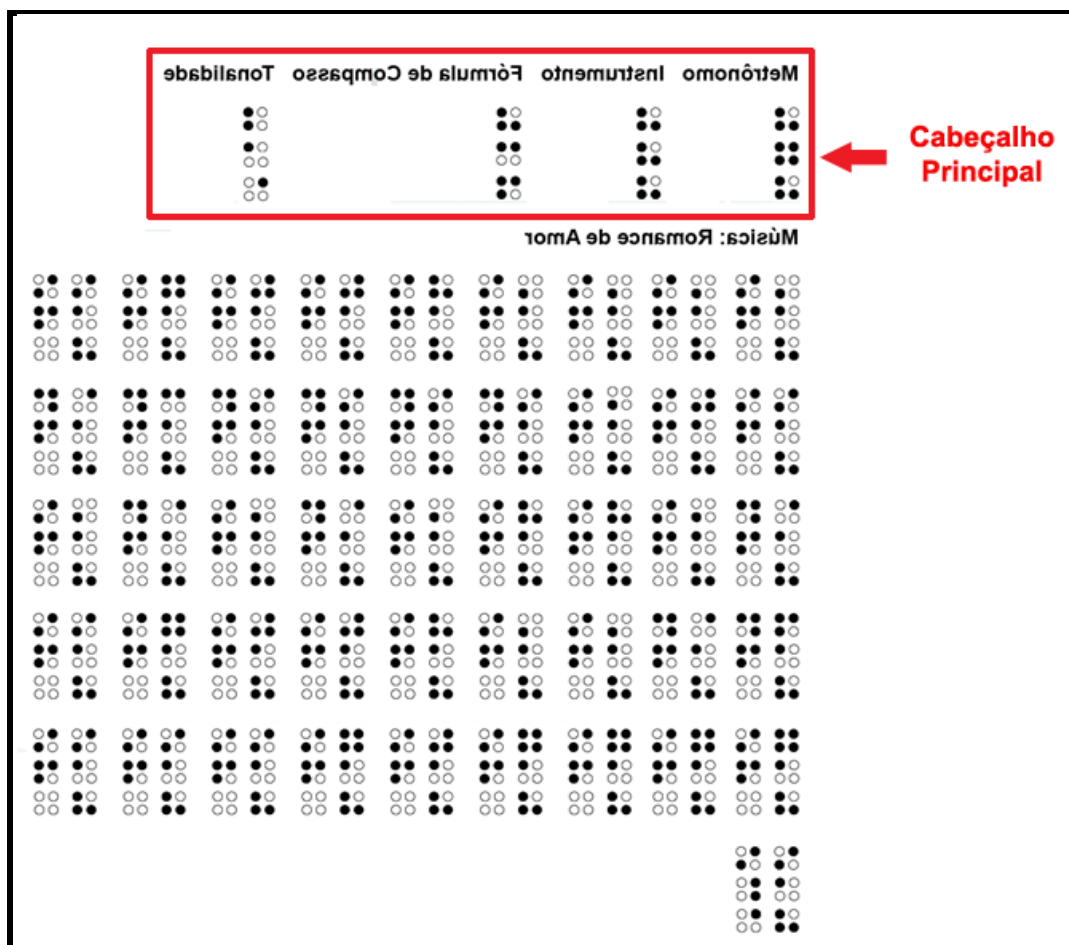 Metrônomo Instrumento Fórmula de Compasso Tonalidade
Cabeçalho
Principal
Música: Romance de Amor